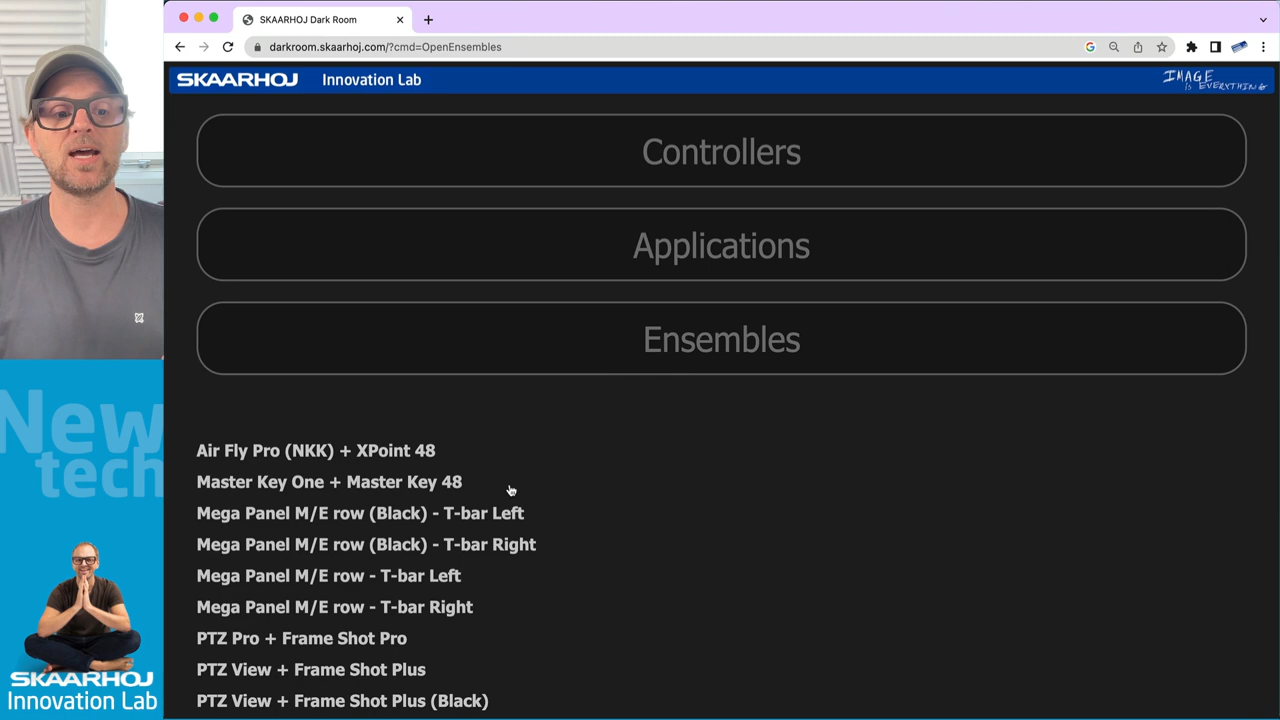 SKAARHOJ Dark Room
darkroom.skaarhoj.com/?cmd=OpenEnsembles
SKAARHOJ Innovation Lab
IMAGE
IS EVERYTHING
Controllers
Applications
Ensembles
Air Fly Pro (NKK) + XPoint 48
Master Key One + Master Key 48
Mega Panel M/E row (Black) - T-bar Left
Mega Panel M/E row (Black) - T-bar Right
Mega Panel M/E row - T-bar Left
Mega Panel M/E row - T-bar Right
PTZ Pro + Frame Shot Pro
PTZ View + Frame Shot Plus
PTZ View + Frame Shot Plus (Black)
New
tech
SKAARHOJ
Innovation Lab